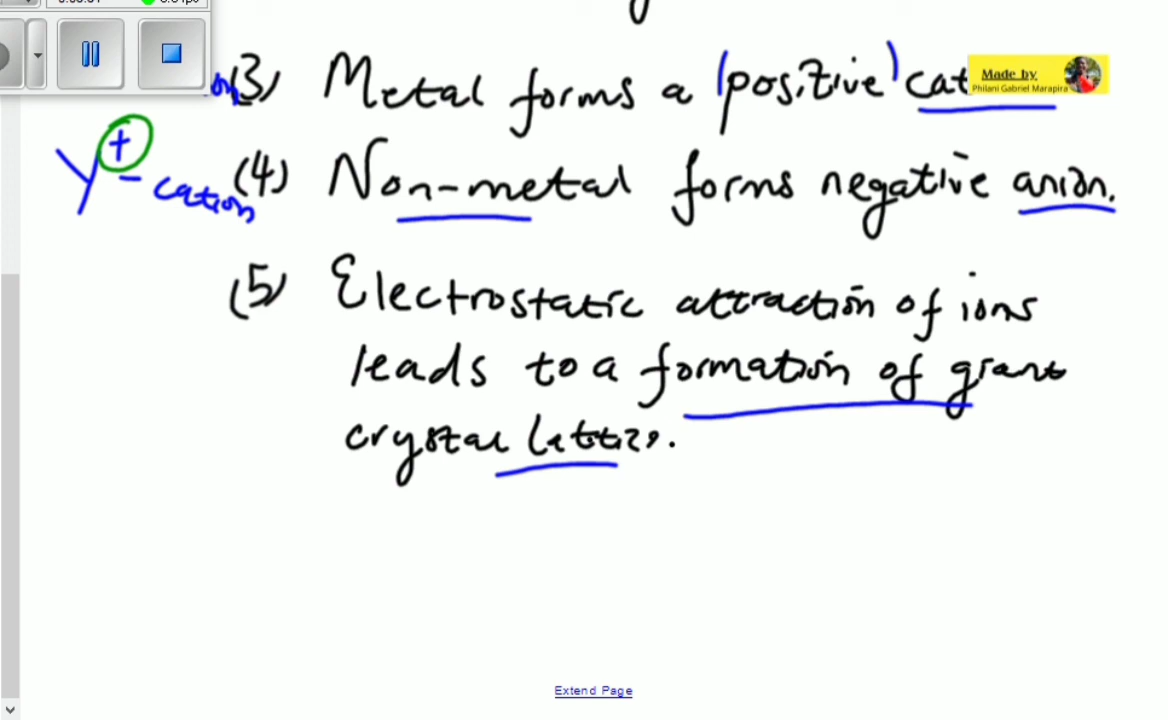 (3) Metal forms a (positive) cat
Made by
Philani Gabriel Marapira
Y+ - cation
(4) Non-metal forms negative anion.
(5) Electrostatic attraction of ions
leads to a formation of giant
crystal lattice.
Extend Page